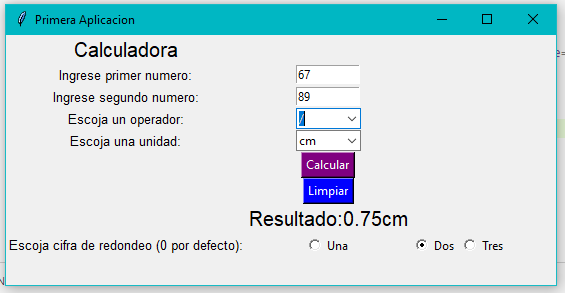 Primera Aplicacion
Calculadora
Ingrese primer numero: 67
Ingrese segundo numero: 89
Escoja un operador: /
Escoja una unidad: cm
Calcular
Limpiar
Resultado:0.75cm
Escoja cifra de redondeo (0 por defecto): Una Dos Tres